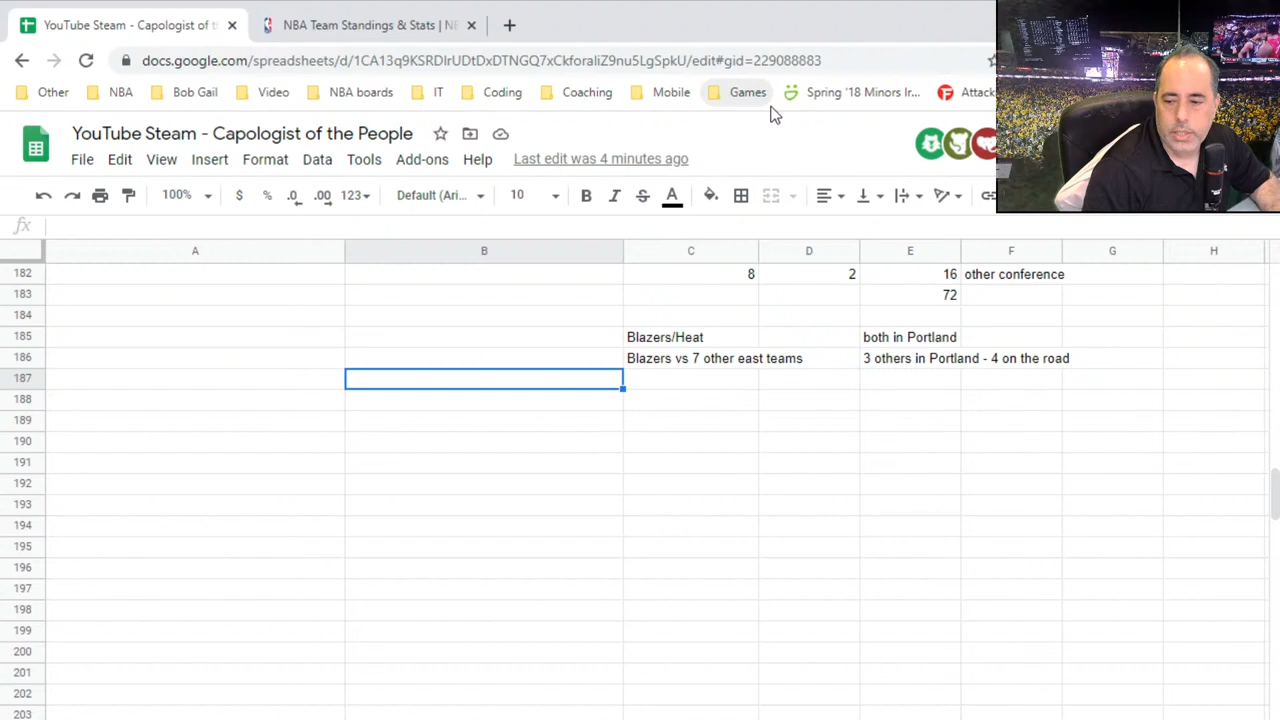 YouTube Steam - Capologist of t
NBA Team Standings & Stats | N
docs.google.com/spreadsheets/d/1CA13q9KSRDIrUDtDxDTNGQ7xCkforaIiZ9nu5LgSpkU/edit#gid=229088883
Other NBA Bob Gail Video NBA boards IT Coding Coaching Mobile Games Spring '18 Minors Ir... Attack
YouTube Steam - Capologist of the People
File Edit View Insert Format Data Tools Add-ons Help Last edit was 4 minutes ago
100% $ % .0 .00 123 Default (Ari... 10 B I S A
fx
A B C D E F G H
182 8 2 16 other conference
183 72
184
185 Blazers/Heat both in Portland
186 Blazers vs 7 other east teams 3 others in Portland - 4 on the road
187
188
189
190
191
192
193
194
195
196
197
198
199
200
201
202
203